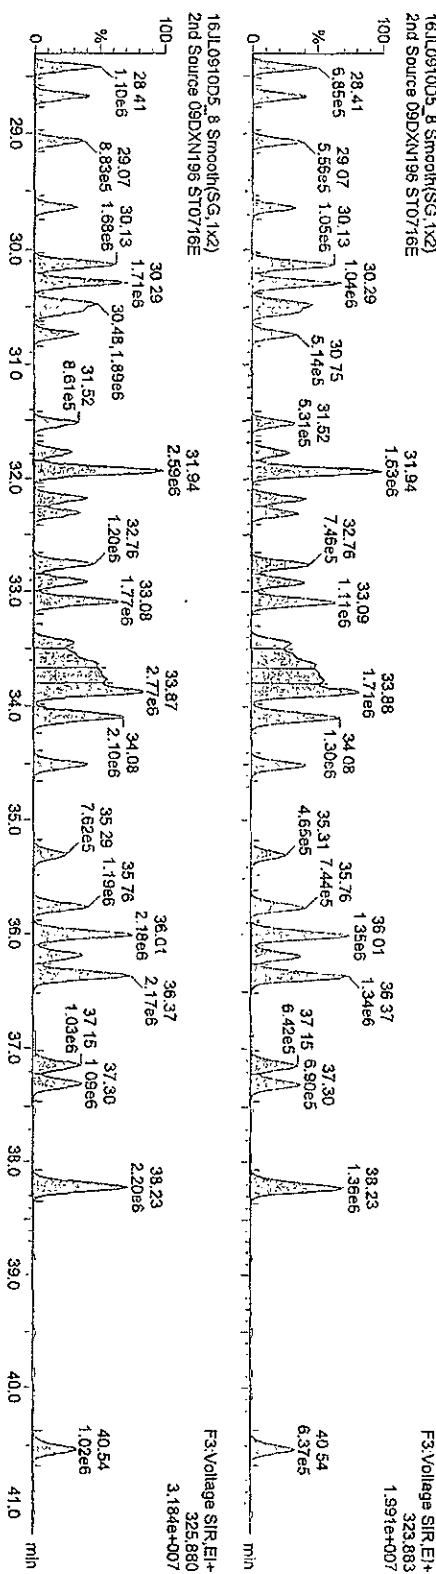 16JL0910D5_8 Smooth(SG,1x2)
2nd Source 09DXN196 ST0716E
F3:Voltage SIR,EI+
323.883
1.991e+007
100
%
0
28.41
6.85e5
29.07
5.56e5
30.13
1.05e6
30.29
1.04e6
30.75
5.14e5
31.52
5.31e5
31.94
1.53e6
32.76
7.46e5
33.09
1.11e6
33.88
1.71e6
34.08
1.30e6
35.31
4.65e5
35.76
7.44e5
36.01
1.35e6
36.37
1.34e6
37.15
6.42e5
37.30
6.90e5
38.23
1.36e6
40.54
6.37e5
min
16JL0910D5_8 Smooth(SG,1x2)
2nd Source 09DXN196 ST0716E
F3:Voltage SIR,EI+
325.880
3.184e+007
100
%
0
28.41
1.10e6
29.07
8.83e5
30.13
1.68e6
30.29
1.71e6
30.48,1.89e6
31.52
8.61e5
31.94
2.59e6
32.76
1.20e6
33.08
1.77e6
33.87
2.77e6
34.08
2.10e6
35.29
7.62e5
35.76
1.19e6
36.01
2.18e6
36.37
2.17e6
37.15
1.03e6
37.30
1.09e6
38.23
2.20e6
40.54
1.02e6
min
29.0 30.0 31.0 32.0 33.0 34.0 35.0 36.0 37.0 38.0 39.0 40.0 41.0